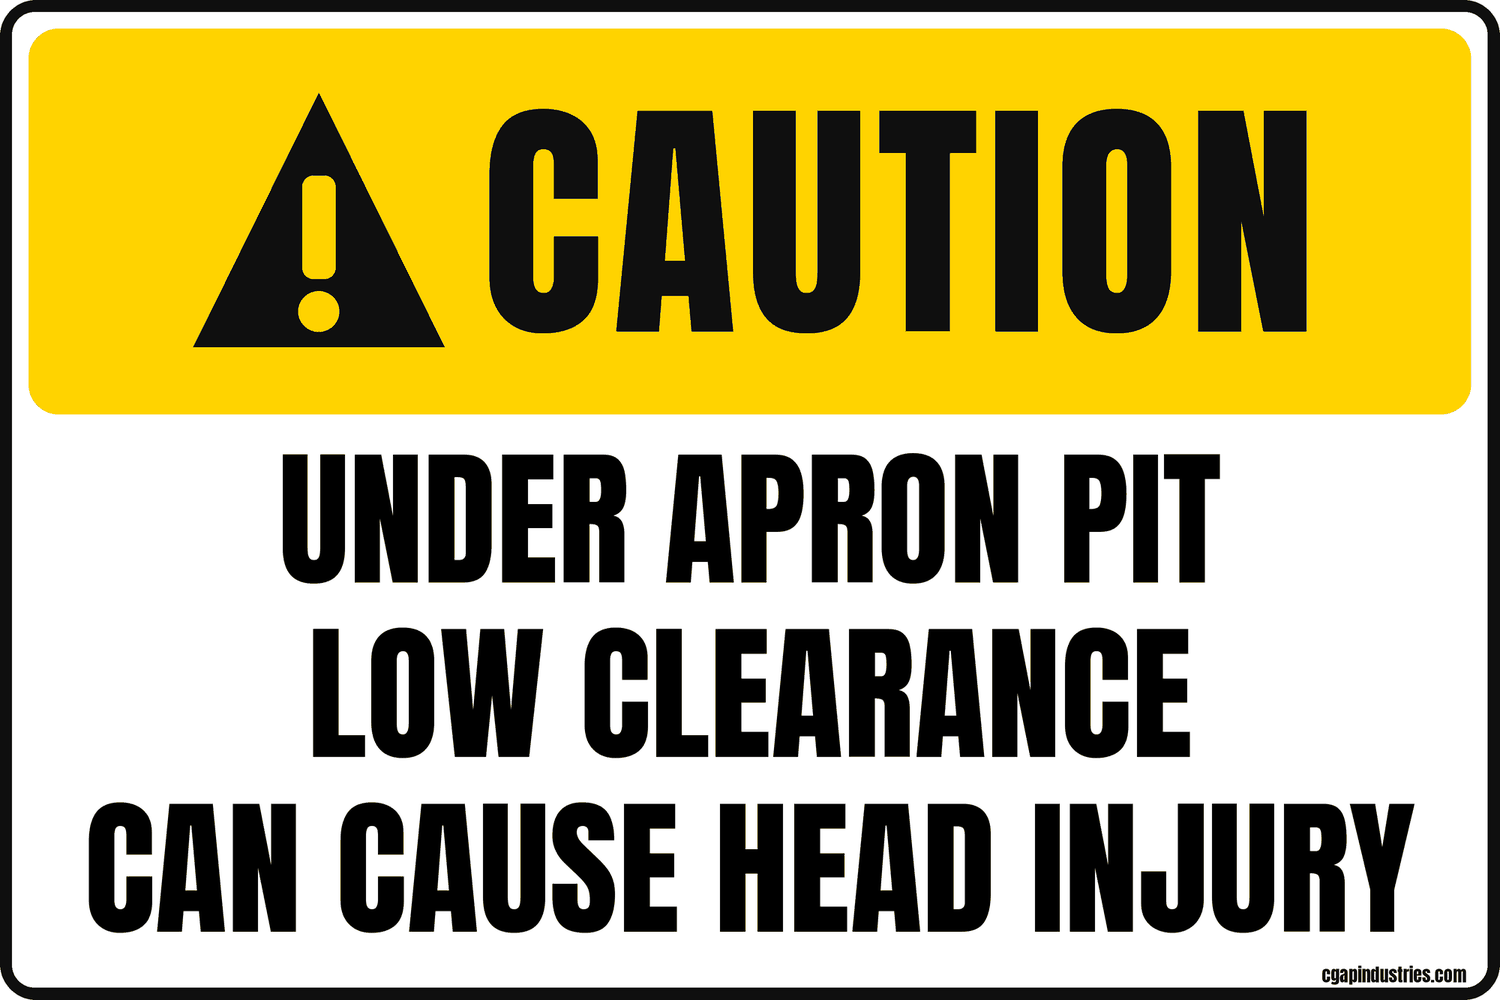 CAUTION
UNDER APRON PIT
LOW CLEARANCE
CAN CAUSE HEAD INJURY
cgapindustries.com